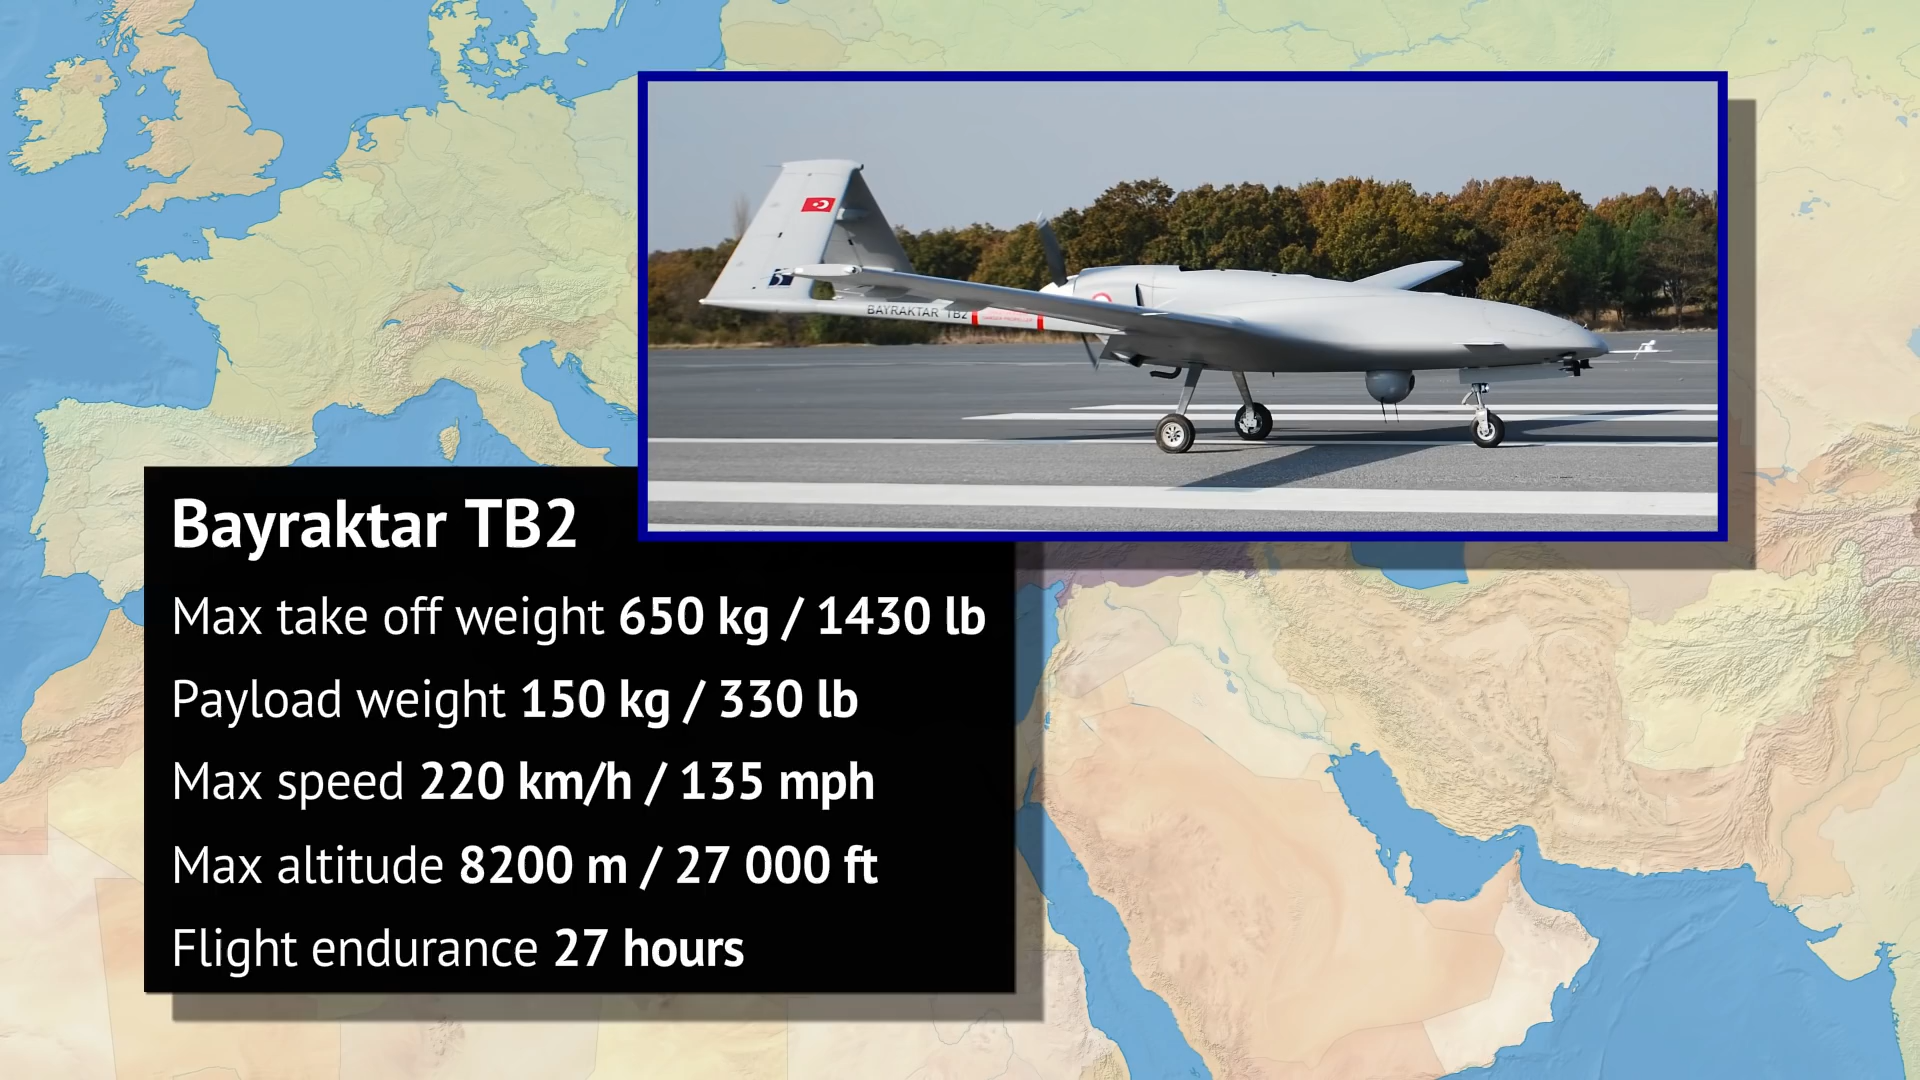 BAYRAKTAR TB2
Bayraktar TB2
Max take off weight 650 kg / 1430 lb
Payload weight 150 kg / 330 lb
Max speed 220 km/h / 135 mph
Max altitude 8200 m / 27 000 ft
Flight endurance 27 hours